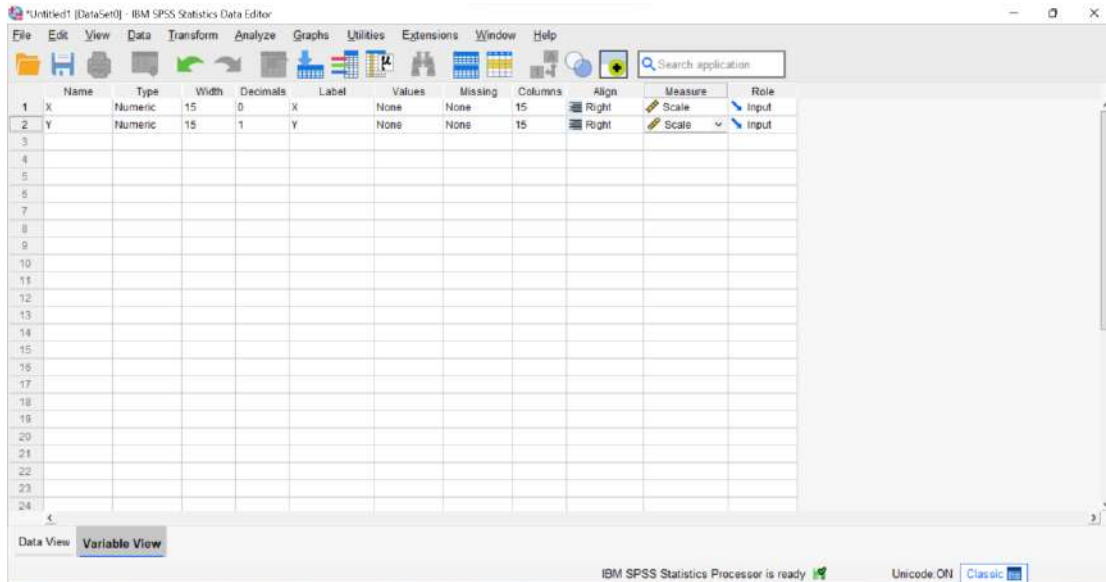 *Untitled1 [DataSet0] - IBM SPSS Statistics Data Editor
File Edit View Data Transform Analyze Graphs Utilities Extensions Window Help
Search application
Name Type Width Decimals Label Values Missing Columns Align Measure Role
1 X Numeric 15 0 X None None 15 Right Scale Input
2 Y Numeric 15 1 Y None None 15 Right Scale Input
3
4
5
6
7
8
9
10
11
12
13
14
15
16
17
18
19
20
21
22
23
24
Data View Variable View
IBM SPSS Statistics Processor is ready Unicode:ON Classic